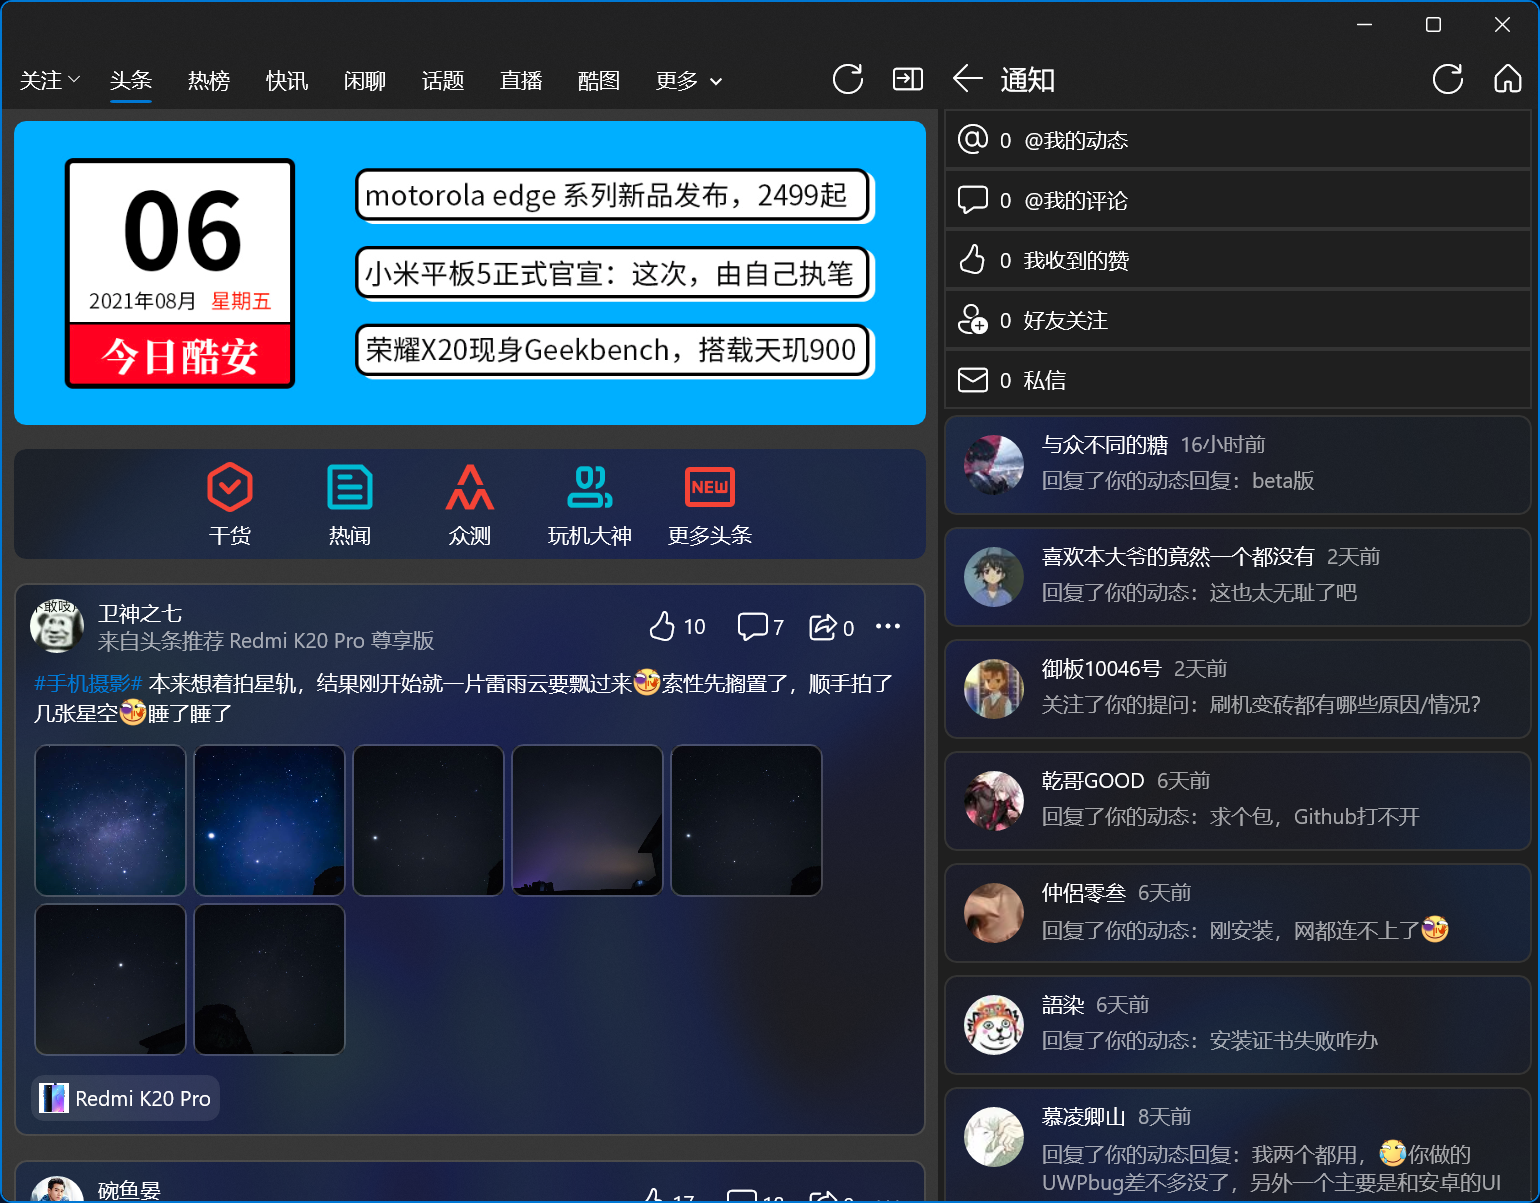 关注 头条 热榜 快讯 闲聊 话题 直播 酷图 更多
06
2021年08月 星期五
今日酷安
motorola edge 系列新品发布，2499起
小米平板5正式官宣：这次，由自己执笔
荣耀X20现身Geekbench，搭载天玑900
干货 热闻 众测 玩机大神 更多头条
NEW
卫神之七
来自头条推荐 Redmi K20 Pro 尊享版
10 7 0
#手机摄影# 本来想着拍星轨，结果刚开始就一片雷雨云要飘过来索性先搁置了，顺手拍了
几张星空睡了睡了
Redmi K20 Pro
碗鱼晏
通知
0 @我的动态
0 @我的评论
0 我收到的赞
0 好友关注
0 私信
与众不同的糖 16小时前
回复了你的动态回复：beta版
喜欢本大爷的竟然一个都没有 2天前
回复了你的动态：这也太无耻了吧
御板10046号 2天前
关注了你的提问：刷机变砖都有哪些原因/情况？
乾哥GOOD 6天前
回复了你的动态：求个包，Github打不开
仲侣零叁 6天前
回复了你的动态：刚安装，网都连不上了
語染 6天前
回复了你的动态：安装证书失败咋办
慕凌卿山 8天前
回复了你的动态回复：我两个都用，你做的
UWPbug差不多没了，另外一个主要是和安卓的UI